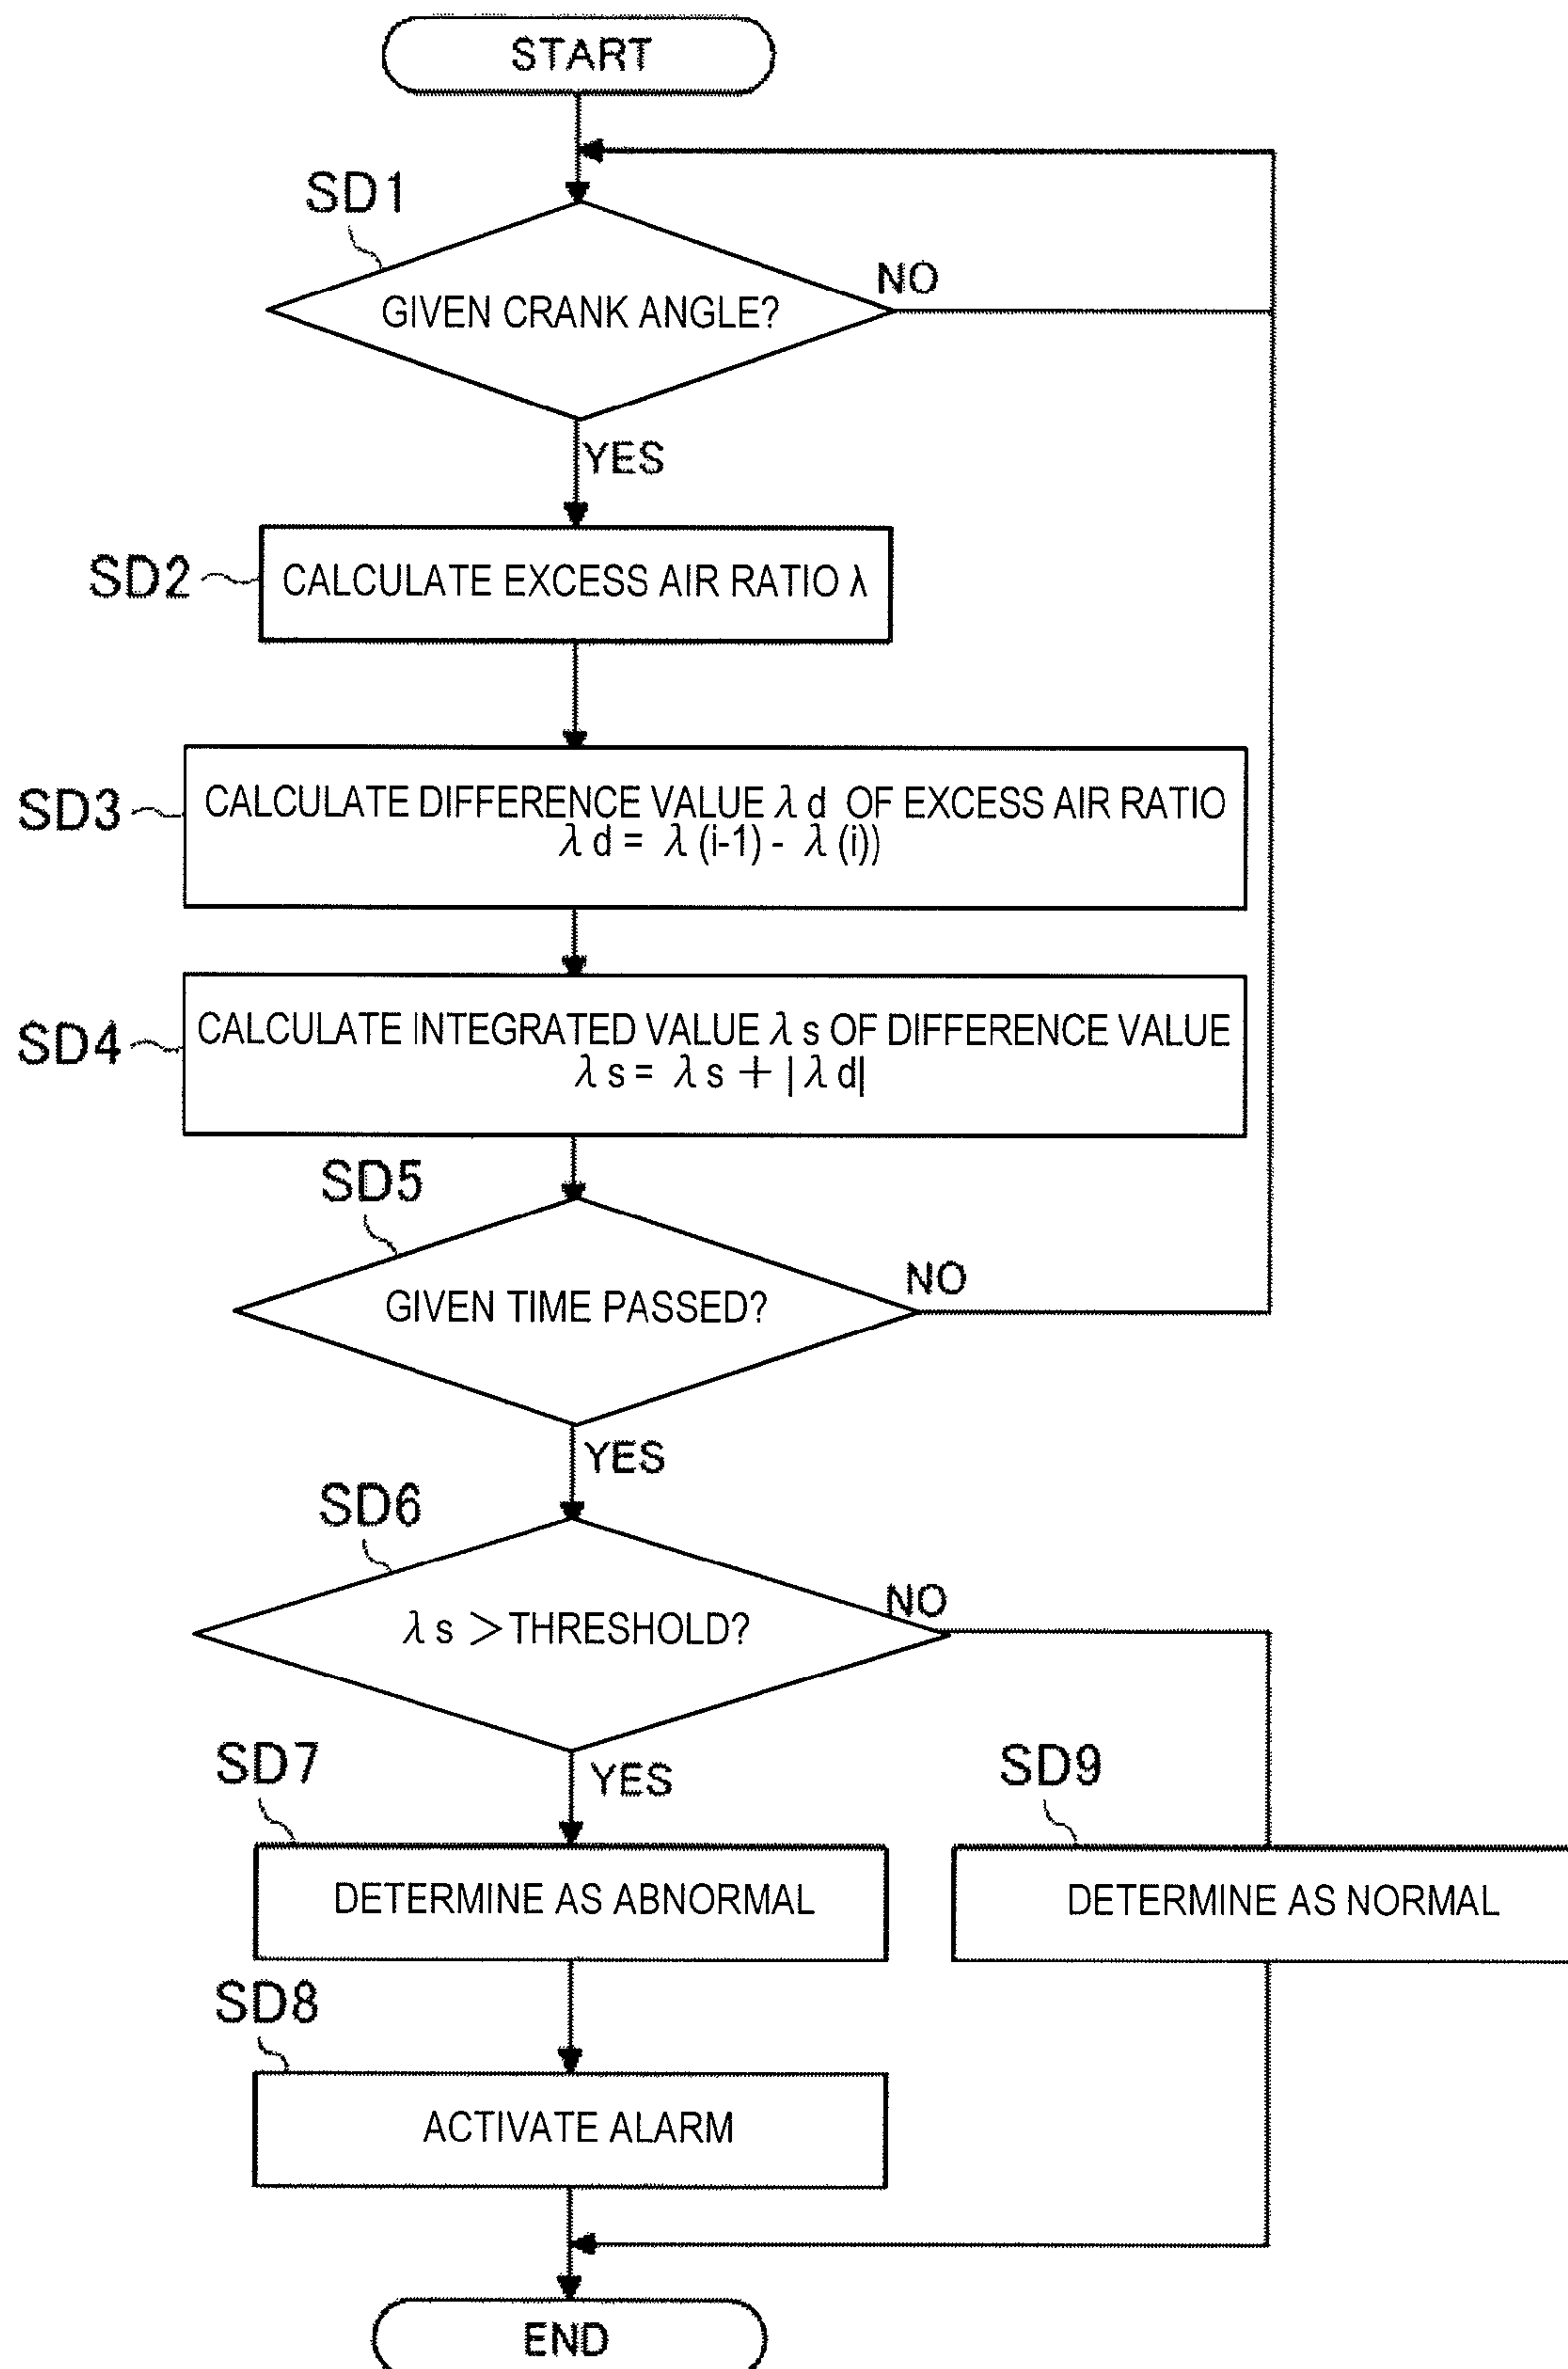 START
SD1
GIVEN CRANK ANGLE?
NO
YES
SD2
CALCULATE EXCESS AIR RATIO λ
SD3
CALCULATE DIFFERENCE VALUE λ d OF EXCESS AIR RATIO
λ d = λ (i-1) - λ (i))
SD4
CALCULATE INTEGRATED VALUE λ s OF DIFFERENCE VALUE
λ s = λ s + | λ d|
SD5
GIVEN TIME PASSED?
NO
YES
SD6
λ s > THRESHOLD?
NO
YES
SD7
DETERMINE AS ABNORMAL
SD9
DETERMINE AS NORMAL
SD8
ACTIVATE ALARM
END